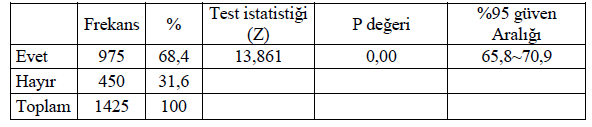 Frekans % Test istatistiği (Z) P değeri %95 güven Aralığı
Evet 975 68,4 13,861 0,00 65,8~70,9
Hayır 450 31,6
Toplam 1425 100